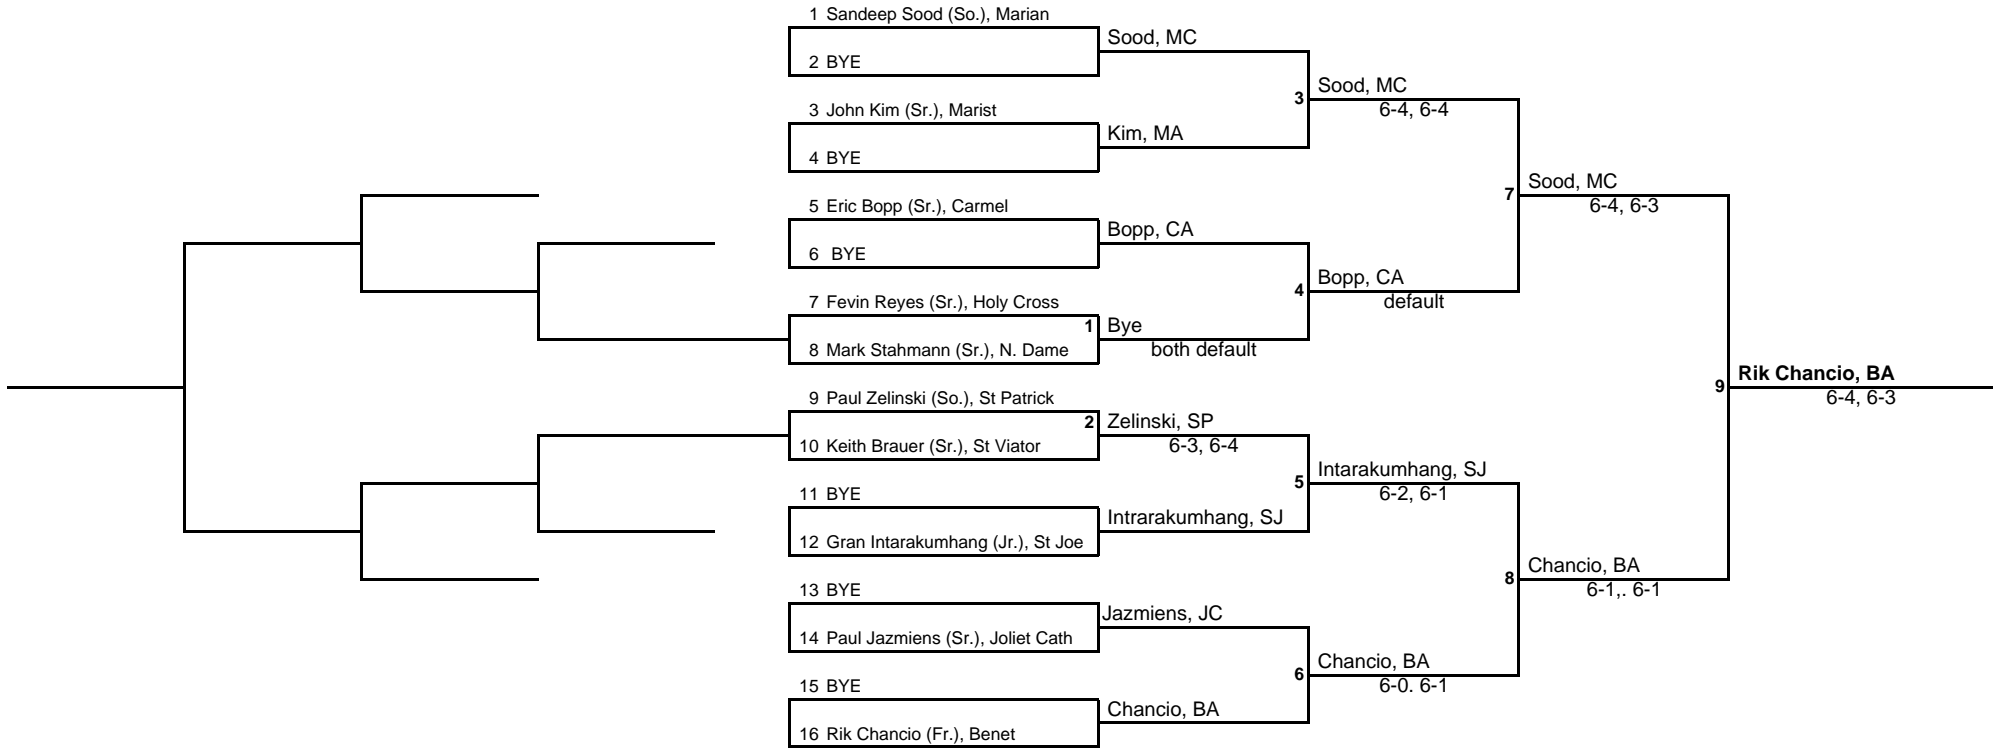 1 Sandeep Sood (So.), Marian
Sood, MC
2 BYE
Sood, MC
3
6-4, 6-4
3 John Kim (Sr.), Marist
Kim, MA
4 BYE
Sood, MC
7
6-4, 6-3
5 Eric Bopp (Sr.), Carmel
Bopp, CA
6 BYE
Bopp, CA
4
default
7 Fevin Reyes (Sr.), Holy Cross
1 Bye
8 Mark Stahmann (Sr.), N. Dame
both default
Rik Chancio, BA
9
6-4, 6-3
9 Paul Zelinski (So.), St Patrick
2 Zelinski, SP
10 Keith Brauer (Sr.), St Viator
6-3, 6-4
Intarakumhang, SJ
5
6-2, 6-1
11 BYE
Intrarakumhang, SJ
12 Gran Intarakumhang (Jr.), St Joe
Chancio, BA
8
6-1,. 6-1
13 BYE
Jazmiens, JC
14 Paul Jazmiens (Sr.), Joliet Cath
Chancio, BA
6
6-0. 6-1
15 BYE
Chancio, BA
16 Rik Chancio (Fr.), Benet